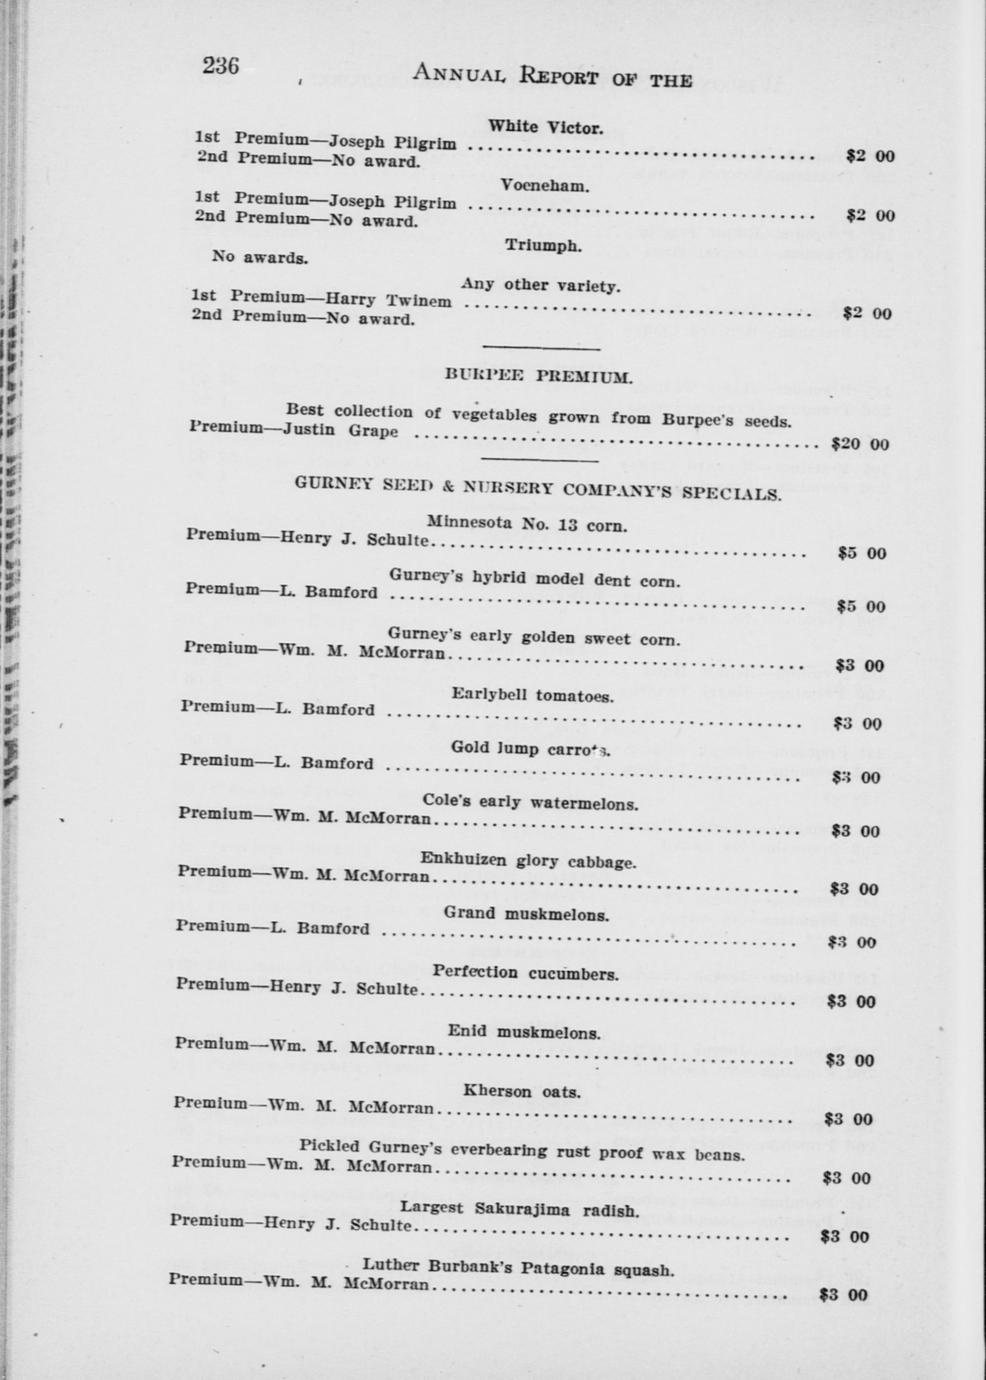 236
ANNUAL REPORT OF THE
White Victor.
1st Premium—Joseph Pilgrim .................................... $2 00
2nd Premium—No award.
Voeneham.
1st Premium—Joseph Pilgrim .................................... $2 00
2nd Premium—No award.
Triumph.
No awards.
Any other variety.
1st Premium—Harry Twinem .................................... $2 00
2nd Premium—No award.
BURPEE PREMIUM.
Best collection of vegetables grown from Burpee's seeds.
Premium—Justin Grape .......................................... $20 00
GURNEY SEED & NURSERY COMPANY'S SPECIALS.
Minnesota No. 13 corn.
Premium—Henry J. Schulte....................................... $5 00
Gurney's hybrid model dent corn.
Premium—L. Bamford ........................................... $5 00
Gurney's early golden sweet corn.
Premium—Wm. M. McMorran..................................... $3 00
Earlybell tomatoes.
Premium—L. Bamford ........................................... $3 00
Gold lump carrots.
Premium—L. Bamford ........................................... $3 00
Cole's early watermelons.
Premium—Wm. M. McMorran...................................... $3 00
Enkhuizen glory cabbage.
Premium—Wm. M. McMorran...................................... $3 00
Grand muskmelons.
Premium—L. Bamford ........................................... $3 00
Perfection cucumbers.
Premium—Henry J. Schulte....................................... $3 00
Enid muskmelons.
Premium—Wm. M. McMorran..................................... $3 00
Kherson oats.
Premium—Wm. M. McMorran..................................... $3 00
Pickled Gurney's everbearing rust proof wax beans.
Premium—Wm. M. McMorran..................................... $3 00
Largest Sakurajima radish.
Premium—Henry J. Schulte....................................... $3 00
Luther Burbank's Patagonia squash.
Premium—Wm. M. McMorran..................................... $3 00